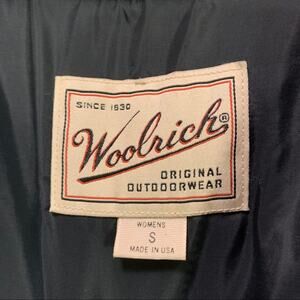 SINCE 1830
Woolrich®
ORIGINAL
OUTDOORWEAR
WOMENS
S
MADE IN USA